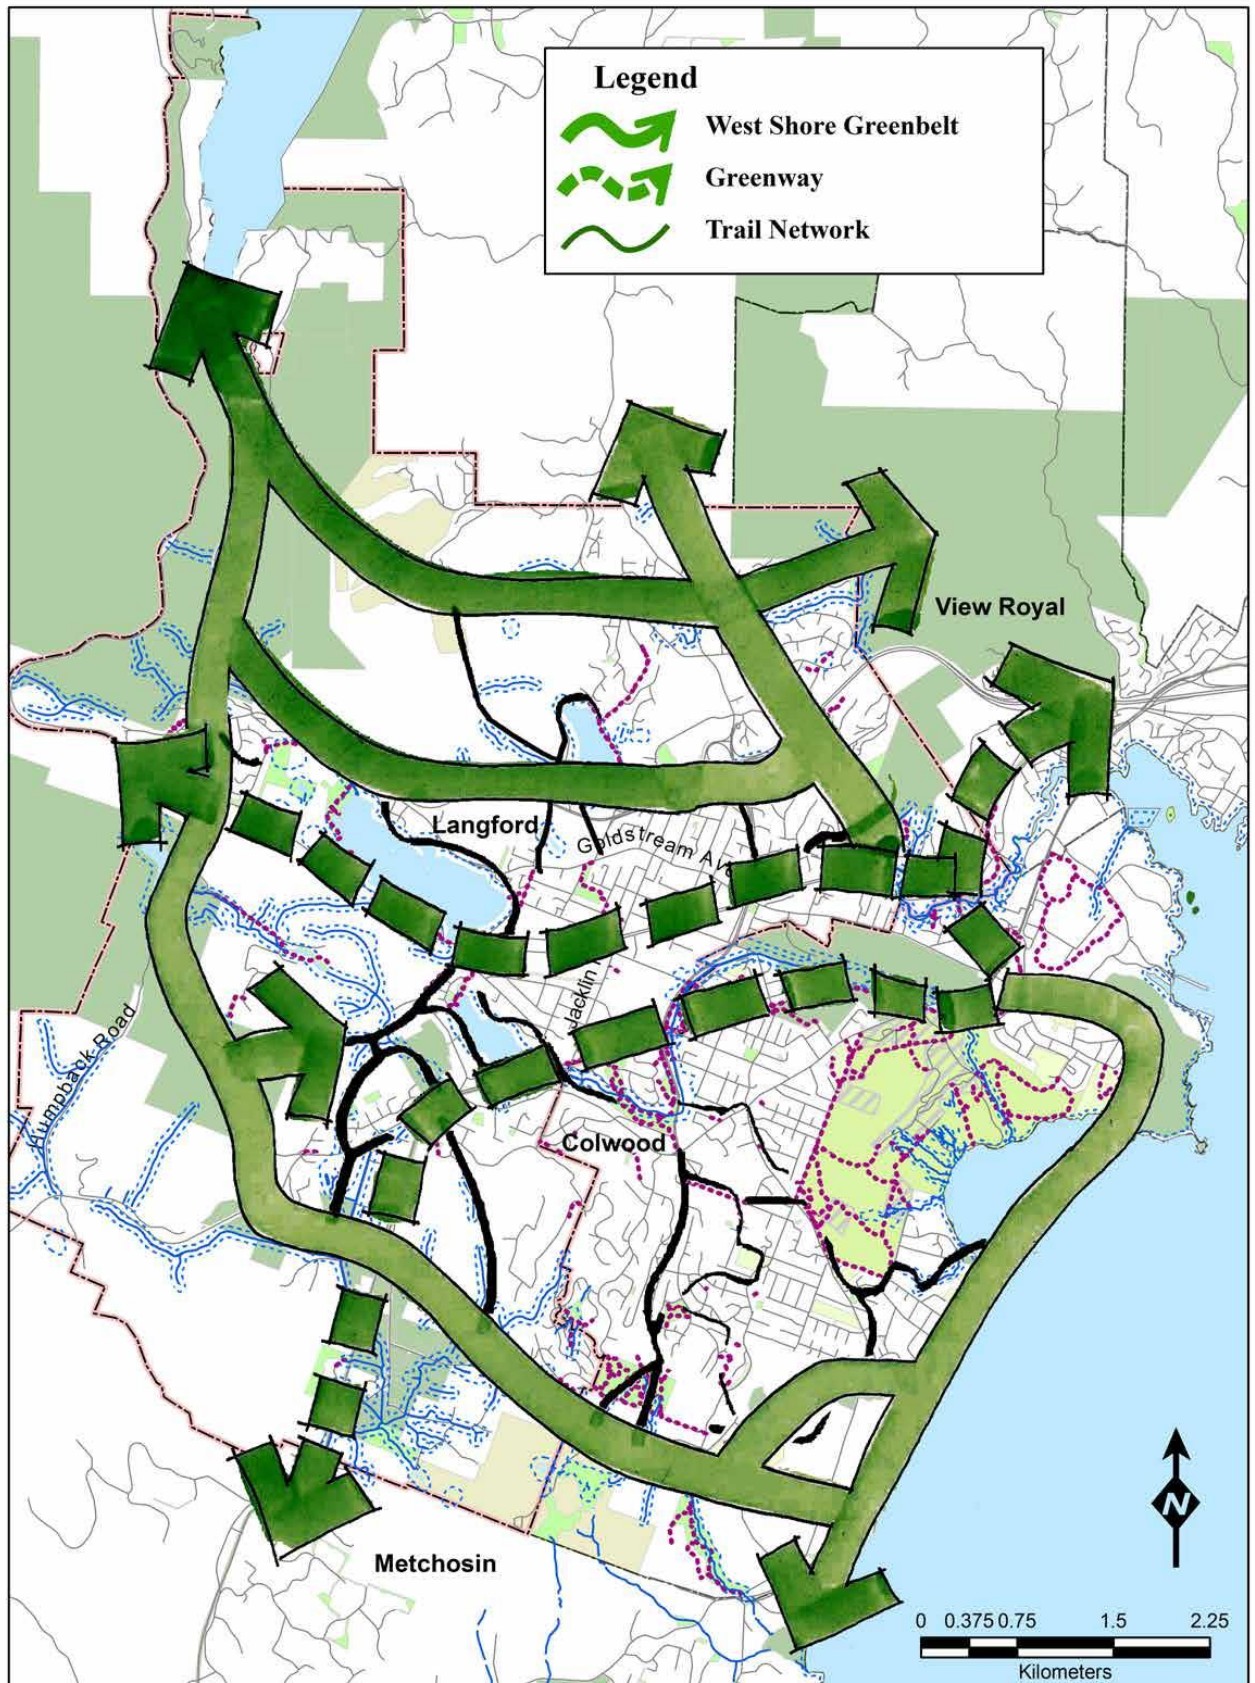 Legend
West Shore Greenbelt
Greenway
Trail Network
View Royal
Langford
Goldstream Av
Jacklin
Humpback Road
Colwood
Metchosin
N
0 0.375 0.75 1.5 2.25
Kilometers